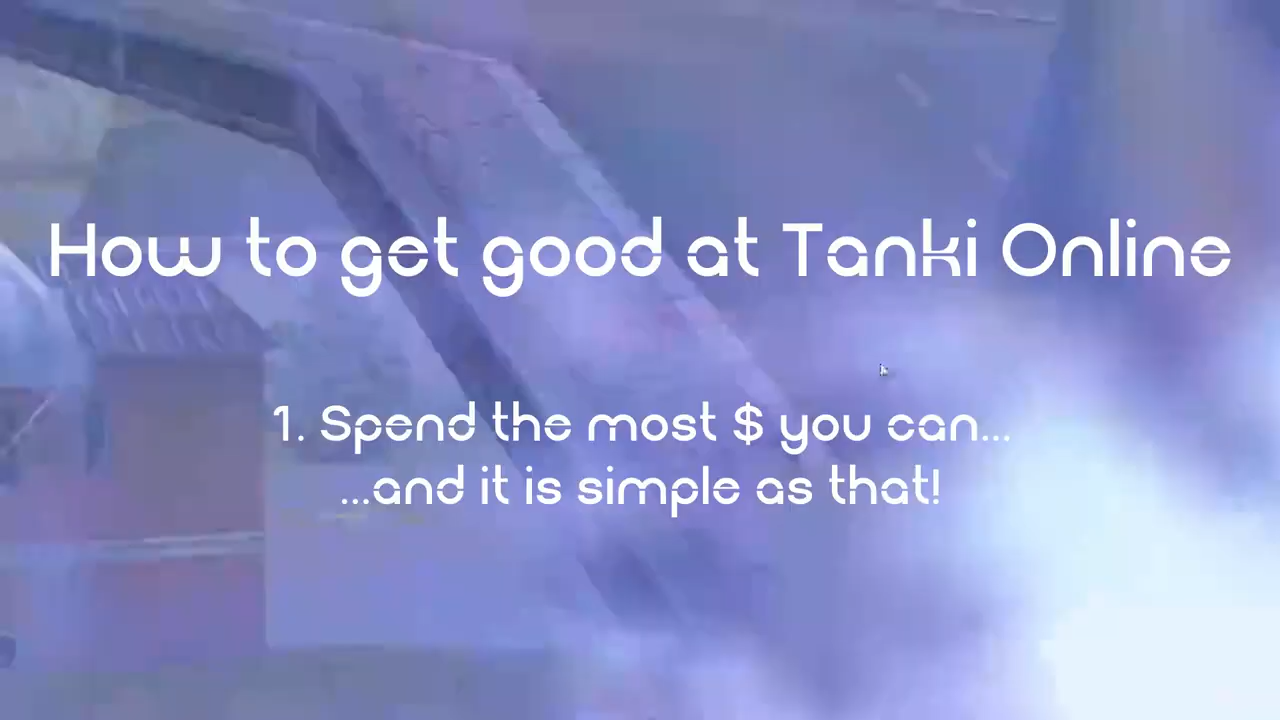 How to get good at Tanki Online
1. Spend the most $ you can...
...and it is simple as that!